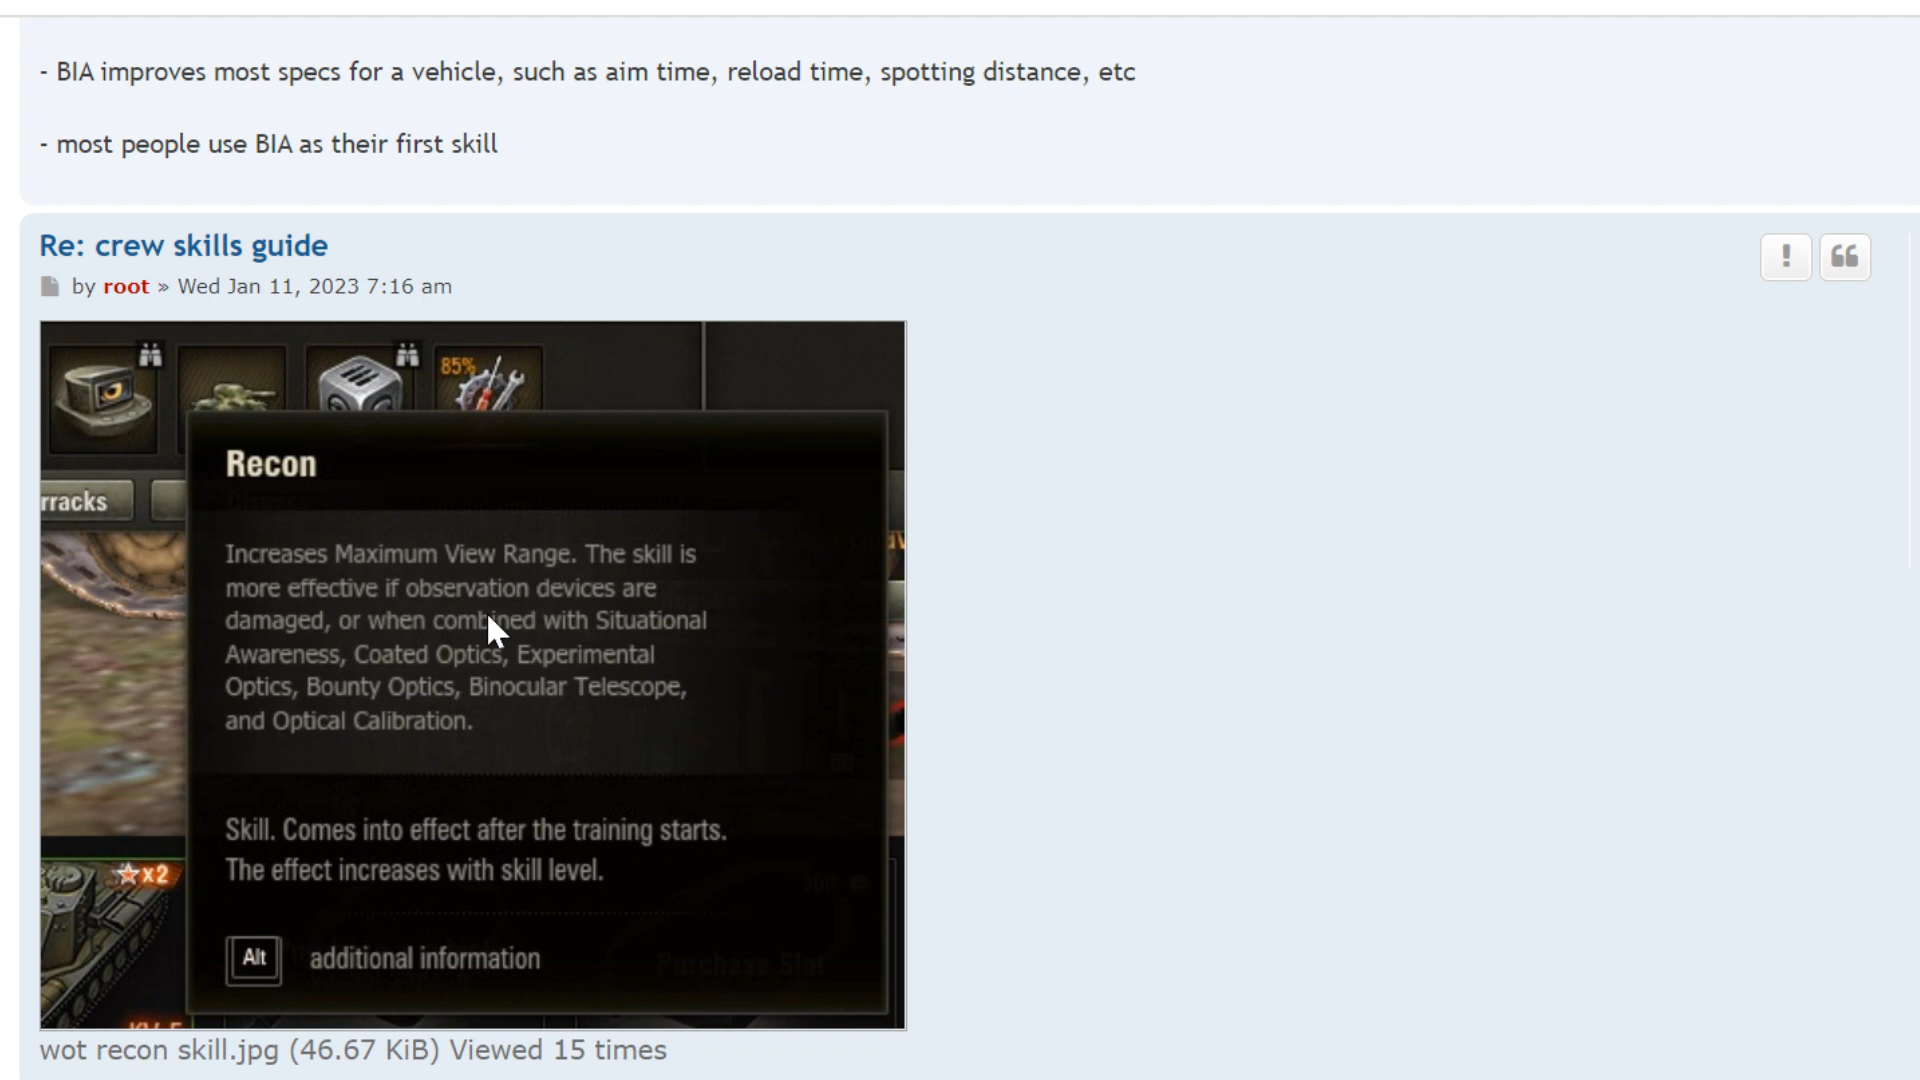 - BIA improves most specs for a vehicle, such as aim time, reload time, spotting distance, etc
- most people use BIA as their first skill
Re: crew skills guide
by root » Wed Jan 11, 2023 7:16 am
85%
Recon
rracks
Increases Maximum View Range. The skill is
more effective if observation devices are
damaged, or when combined with Situational
Awareness, Coated Optics, Experimental
Optics, Bounty Optics, Binocular Telescope,
and Optical Calibration.
Skill. Comes into effect after the training starts.
The effect increases with skill level.
x2
Alt additional information
Purchase Slot
wot recon skill.jpg (46.67 KiB) Viewed 15 times